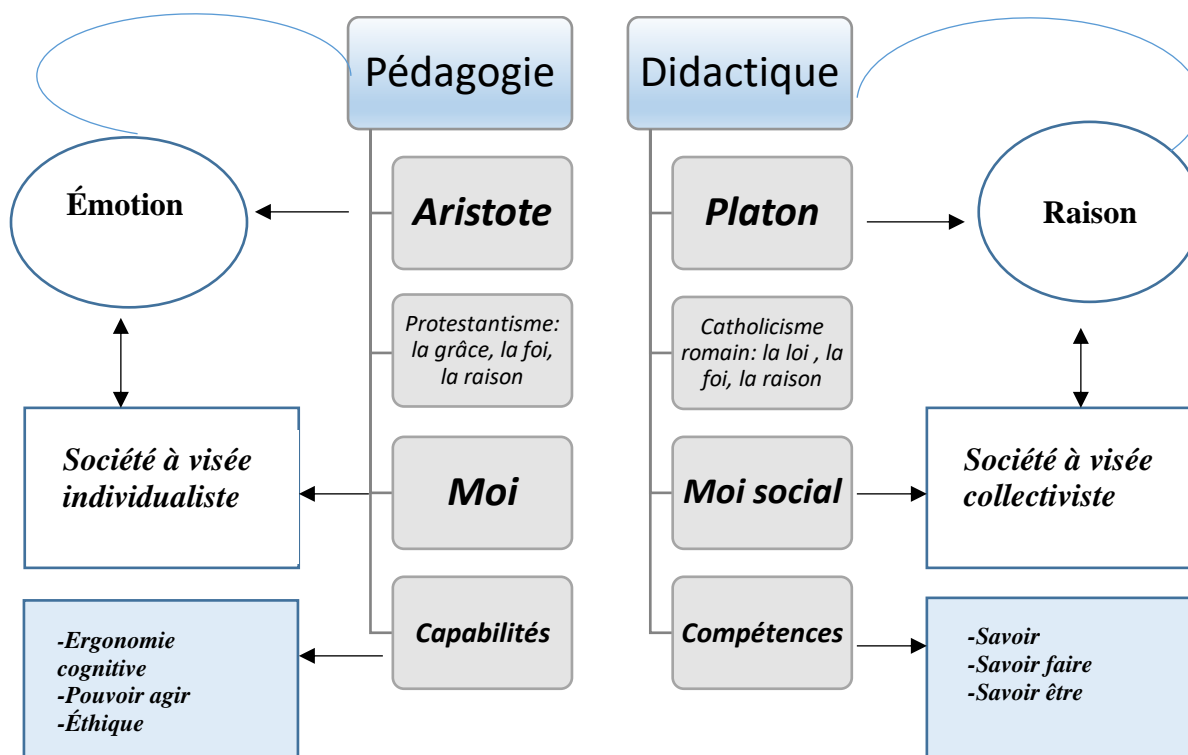 Pédagogie
Didactique
Émotion
Aristote
Platon
Raison
Protestantisme:
la grâce, la foi,
la raison
Catholicisme
romain: la loi , la
foi, la raison
Société à visée
individualiste
Moi
Moi social
Société à visée
collectiviste
-Ergonomie
cognitive
-Pouvoir agir
-Éthique
Capabilités
Compétences
-Savoir
-Savoir faire
-Savoir être